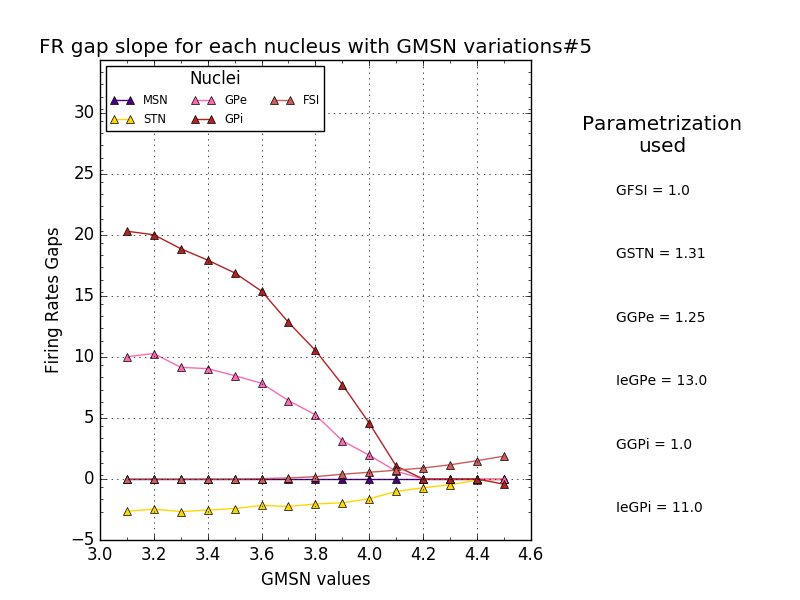 FR gap slope for each nucleus with GMSN variations#5
Nuclei
MSN GPe FSI
STN GPi
Firing Rates Gaps
30
25
20
15
10
5
0
−5
3.0 3.2 3.4 3.6 3.8 4.0 4.2 4.4 4.6
GMSN values
Parametrization
used
GFSI = 1.0
GSTN = 1.31
GGPe = 1.25
IeGPe = 13.0
GGPi = 1.0
IeGPi = 11.0